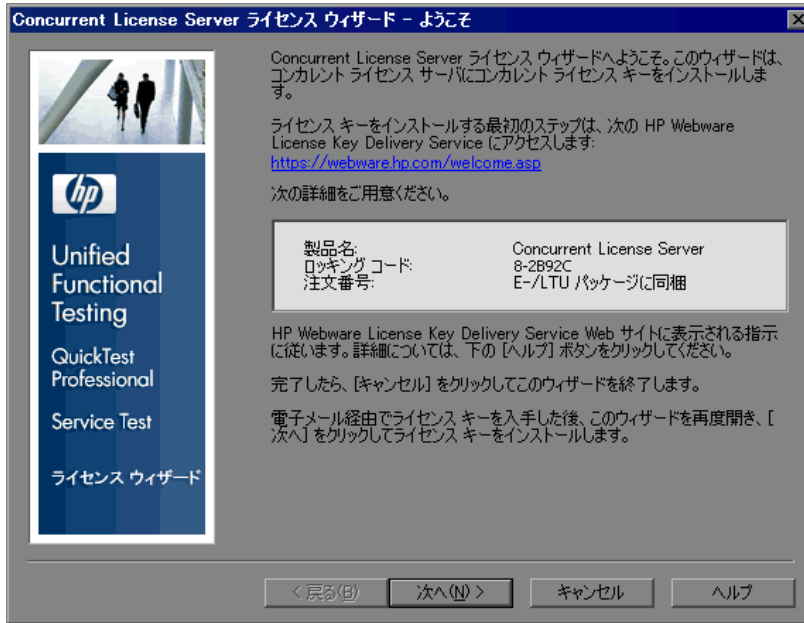 Concurrent License Server ライセンス ウィザード - ようこそ
hp
Unified
Functional
Testing
QuickTest
Professional
Service Test
ライセンス ウィザード
Concurrent License Server ライセンス ウィザードへようこそ。このウィザードは、
コンカレント ライセンス サーバにコンカレント ライセンス キーをインストールしま
す。
ライセンス キーをインストールする最初のステップは、次の HP Webware
License Key Delivery Service にアクセスします:
https://webware.hp.com/welcome.asp
次の詳細をご用意ください。
製品名: Concurrent License Server
ロッキング コード: 8-2B92C
注文番号: E-/LTU パッケージに同梱
HP Webware License Key Delivery Service Web サイトに表示される指示
に従います。詳細については、下の [ヘルプ] ボタンをクリックしてください。
完了したら、[キャンセル] をクリックしてこのウィザードを終了します。
電子メール経由でライセンス キーを入手した後、このウィザードを再度開き、[
次へ] をクリックしてライセンス キーをインストールします。
< 戻る(B) 次へ(N) > キャンセル ヘルプ